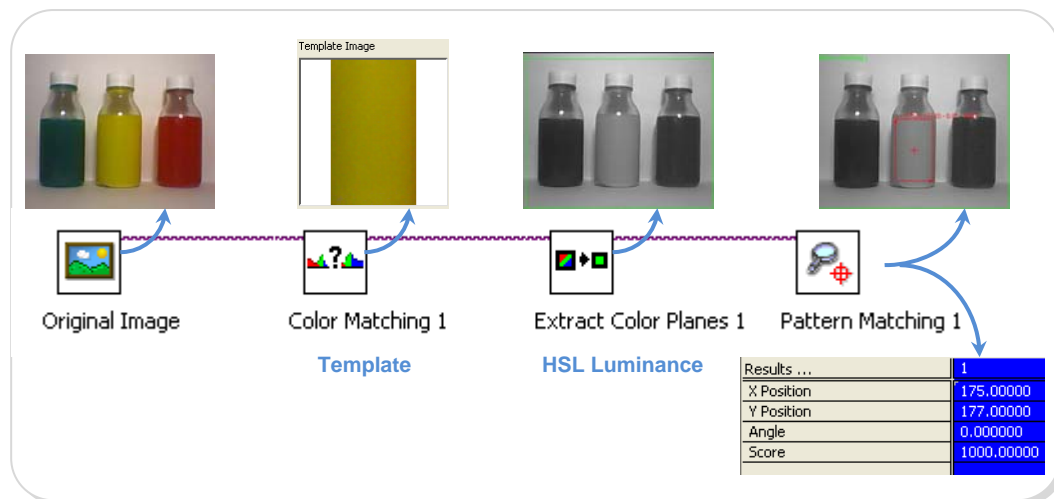 Template Image
Original Image
Color Matching 1
Extract Color Planes 1
Pattern Matching 1
Template
HSL Luminance
Results ... 1
X Position 175.00000
Y Position 177.00000
Angle 0.000000
Score 1000.00000